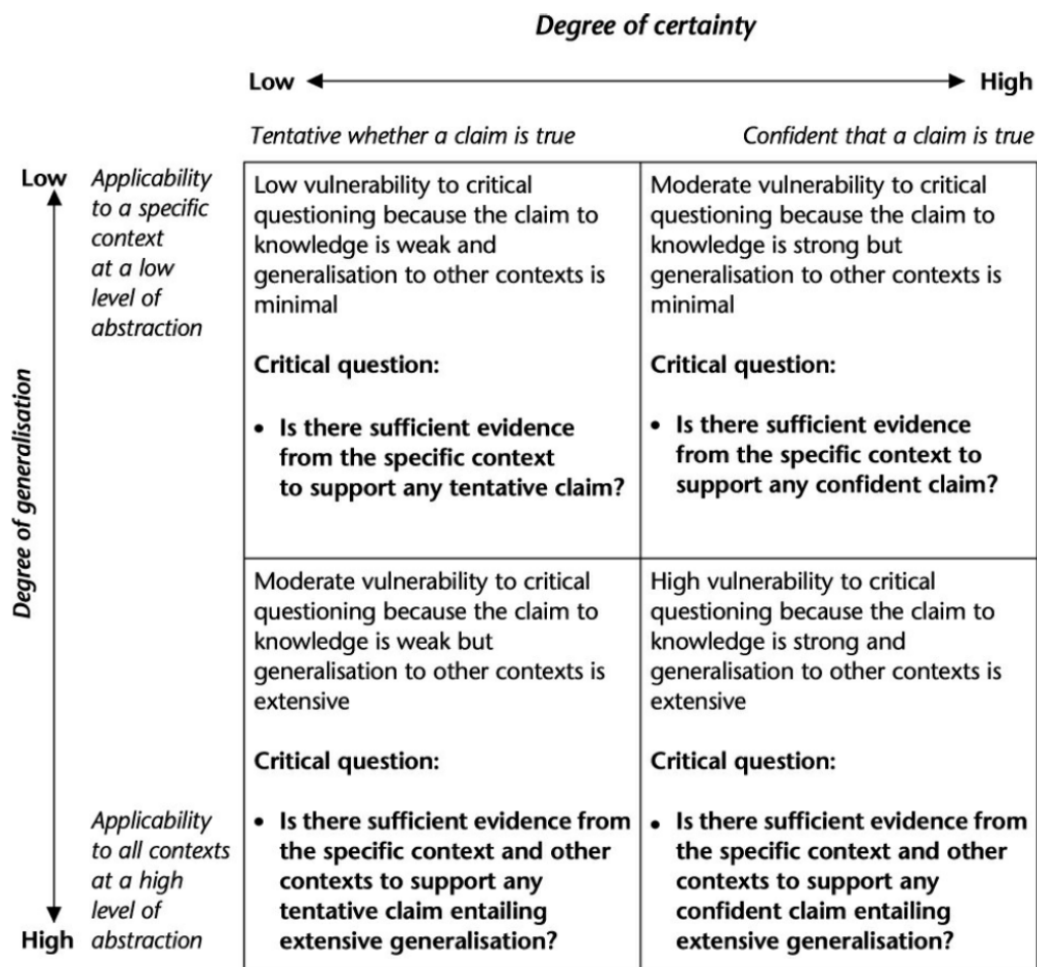 Degree of certainty
Low
High
Tentative whether a claim is true
Confident that a claim is true
Low
Applicability
to a specific
context
at a low
level of
abstraction
Degree of generalisation
Applicability
to all contexts
at a high
level of
abstraction
High
Low vulnerability to critical
questioning because the claim to
knowledge is weak and
generalisation to other contexts is
minimal
Critical question:
• Is there sufficient evidence
from the specific context
to support any tentative claim?
Moderate vulnerability to critical
questioning because the claim to
knowledge is strong but
generalisation to other contexts is
minimal
Critical question:
• Is there sufficient evidence
from the specific context to
support any confident claim?
Moderate vulnerability to critical
questioning because the claim to
knowledge is weak but
generalisation to other contexts is
extensive
Critical question:
• Is there sufficient evidence from
the specific context and other
contexts to support any
tentative claim entailing
extensive generalisation?
High vulnerability to critical
questioning because the claim to
knowledge is strong and
generalisation to other contexts is
extensive
Critical question:
• Is there sufficient evidence from
the specific context and other
contexts to support any
confident claim entailing
extensive generalisation?